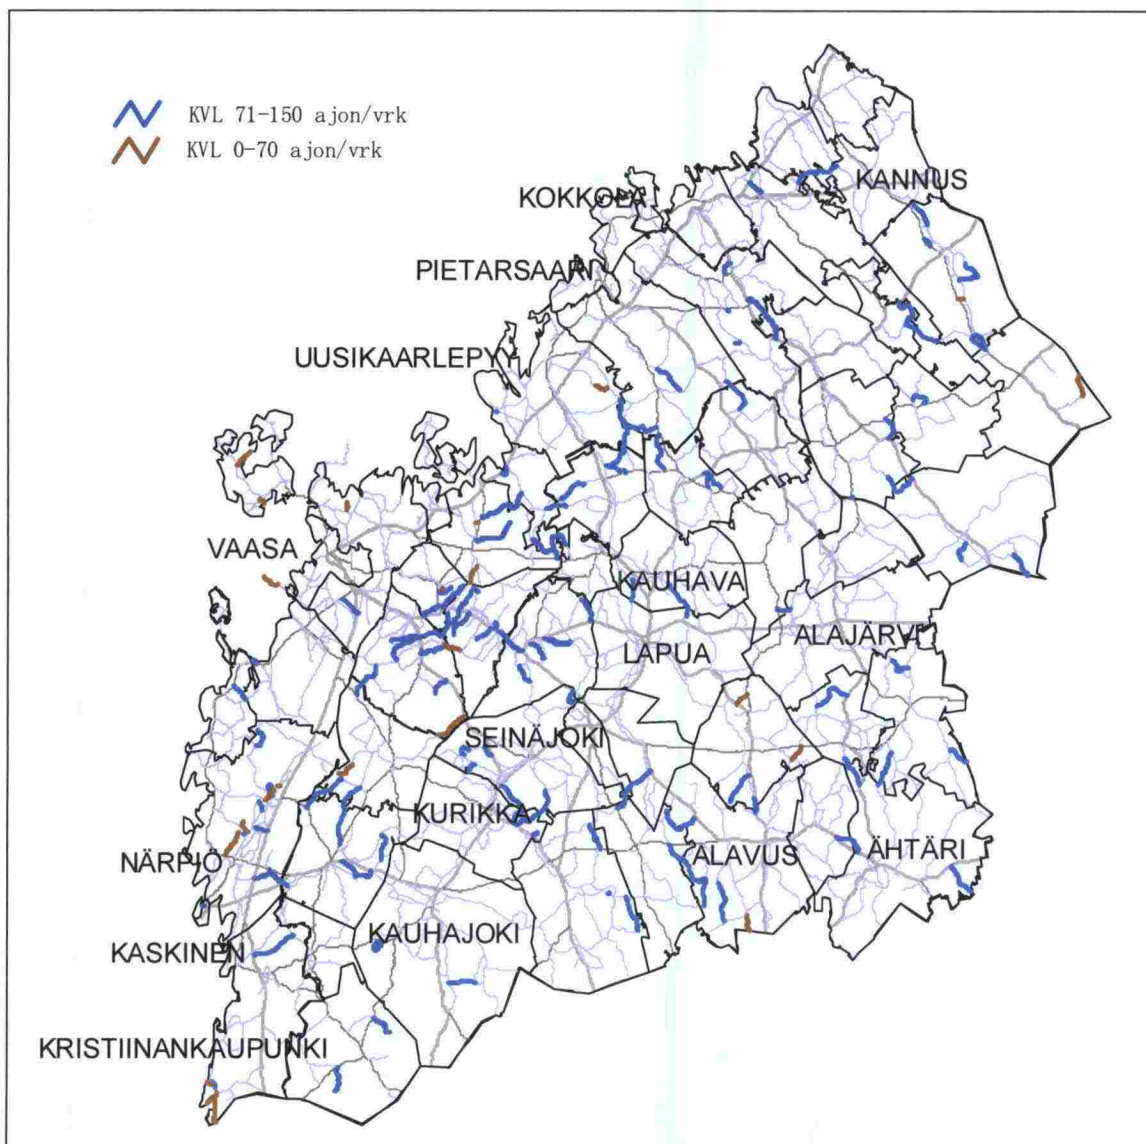 KVL 71-150 ajon/vrk
KVL 0-70 ajon/vrk
KANNUS
KOKKOLA
PIETARSAARI
UUSIKAARLEPYY
VAASA
KAUHAVA
ALAJÄRVI
LAPUA
SEINÄJOKI
KURIKKA
NÄRPIÖ
ALAVUS
ÄHTÄRI
KAUHAJOKI
KASKINEN
KRISTIINANKAUPUNKI